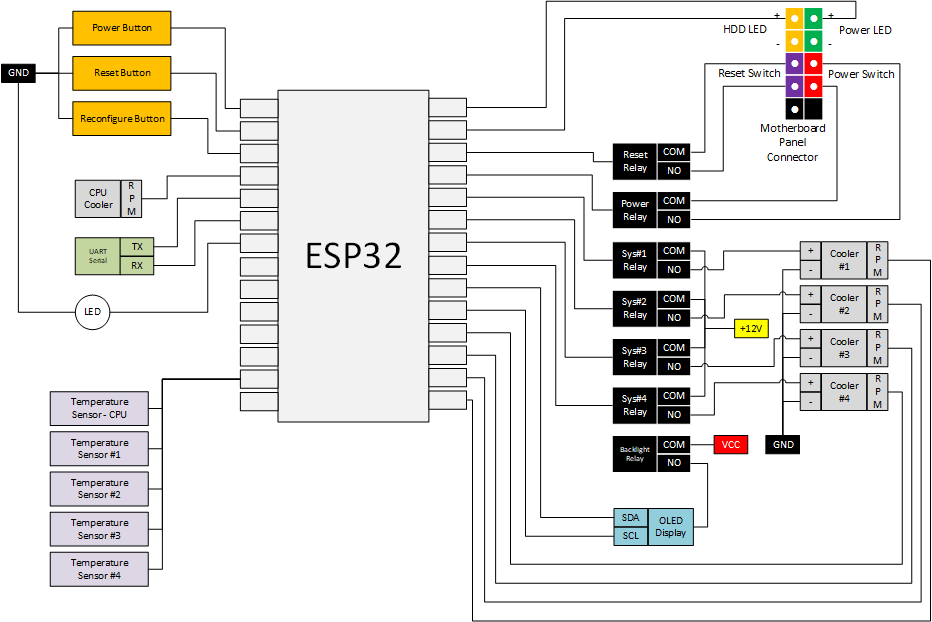 GND
Power Button
Reset Button
Reconfigure Button
CPU
Cooler
R
P
M
UART
Serial
TX
RX
LED
Temperature
Sensor - CPU
Temperature
Sensor #1
Temperature
Sensor #2
Temperature
Sensor #3
Temperature
Sensor #4
ESP32
+
+
HDD LED
Power LED
-
-
Reset Switch
Power Switch
Motherboard
Panel
Connector
Reset
Relay
COM
NO
Power
Relay
COM
NO
Sys#1
Relay
COM
NO
Sys#2
Relay
COM
NO
Sys#3
Relay
COM
NO
Sys#4
Relay
COM
NO
Backlight
Relay
COM
NO
+12V
VCC
GND
+
-
Cooler
#1
R
P
M
+
-
Cooler
#2
R
P
M
+
-
Cooler
#3
R
P
M
+
-
Cooler
#4
R
P
M
SDA
SCL
OLED
Display